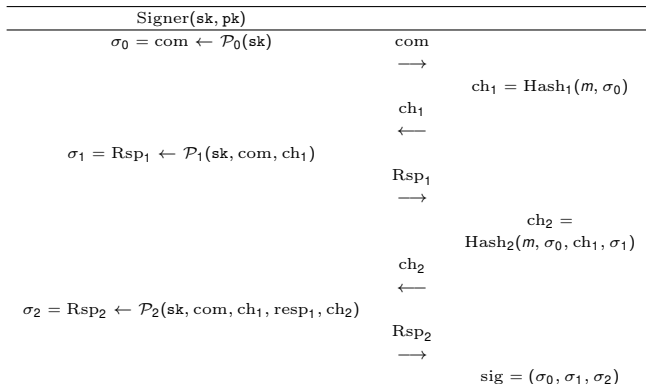 Signer(sk, pk)
σ₀ = com ← 𝒫₀(sk)
com
⟶
ch₁ = Hash₁(m, σ₀)
ch₁
⟵
σ₁ = Rsp₁ ← 𝒫₁(sk, com, ch₁)
Rsp₁
⟶
ch₂ =
Hash₂(m, σ₀, ch₁, σ₁)
ch₂
⟵
σ₂ = Rsp₂ ← 𝒫₂(sk, com, ch₁, resp₁, ch₂)
Rsp₂
⟶
sig = (σ₀, σ₁, σ₂)